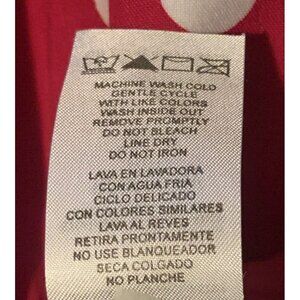 MACHINE WASH COLD
GENTLE CYCLE
WITH LIKE COLORS
WASH INSIDE OUT
REMOVE PROMPTLY
DO NOT BLEACH
LINE DRY
DO NOT IRON
LAVA EN LAVADORA
CON AGUA FRIA
CICLO DELICADO
CON COLORES SIMILARES
LAVA AL REVES
RETIRA PRONTAMENTE
NO USE BLANQUEADOR
SECA COLGADO
NO PLANCHE